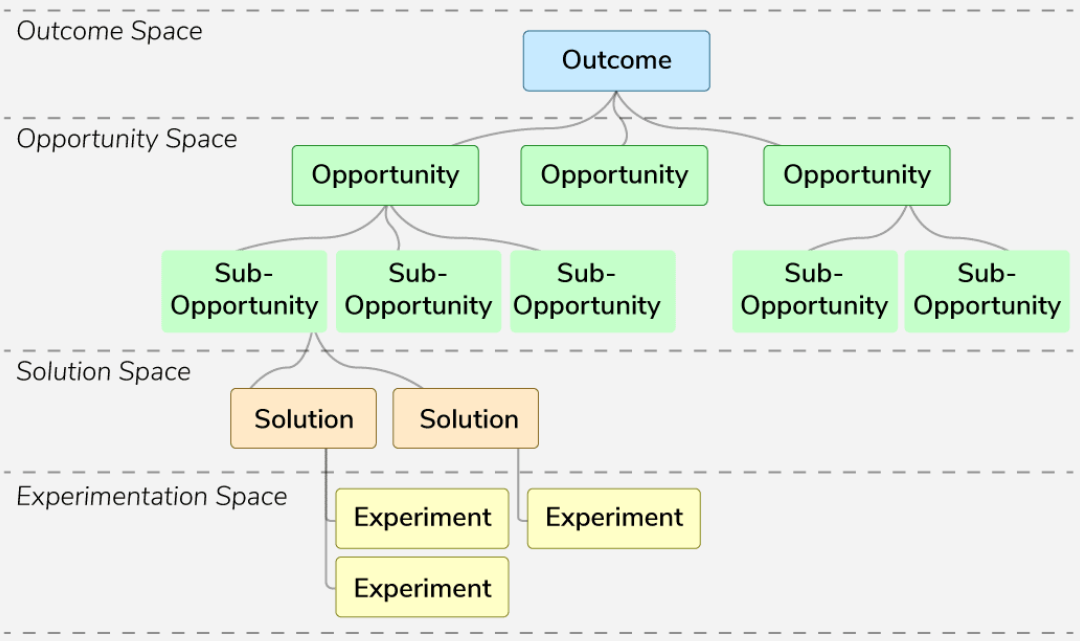 Outcome Space
Outcome
Opportunity Space
Opportunity
Opportunity
Opportunity
Sub-
Opportunity
Sub-
Opportunity
Sub-
Opportunity
Sub-
Opportunity
Sub-
Opportunity
Solution Space
Solution
Solution
Experimentation Space
Experiment
Experiment
Experiment